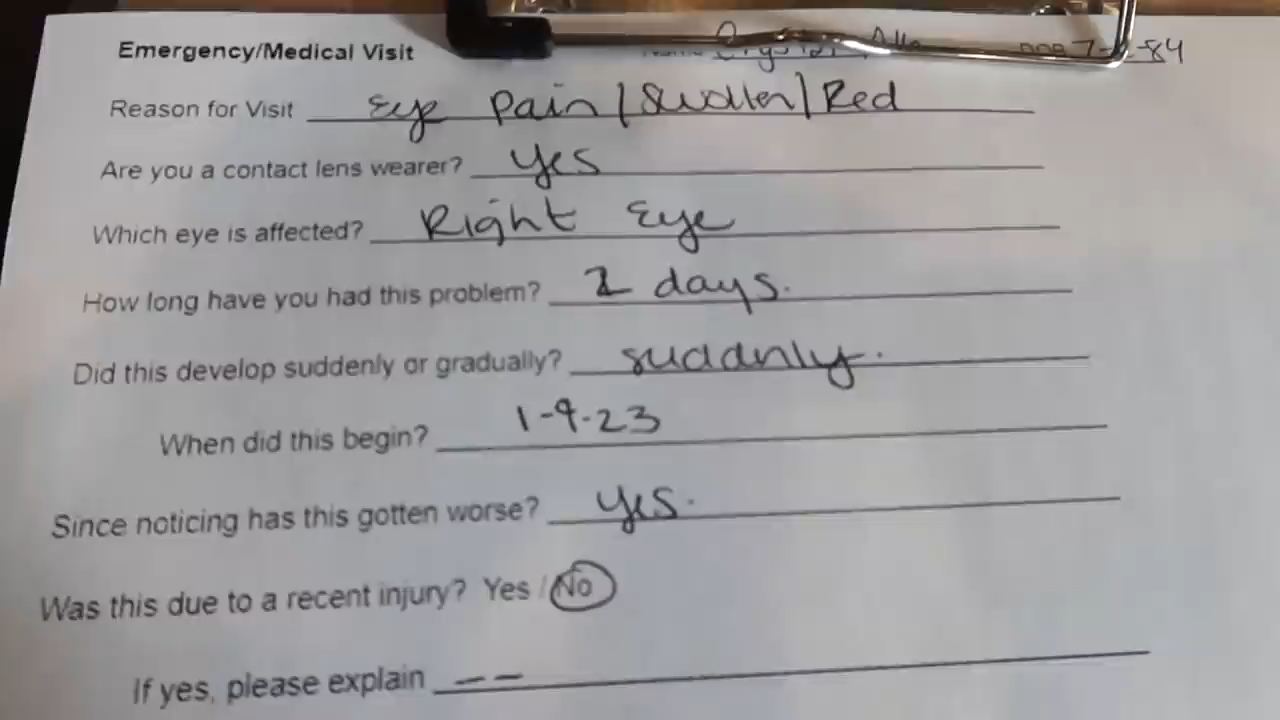 Emergency/Medical Visit -84
Reason for Visit Eye Pain/Swollen/Red
Are you a contact lens wearer? yes
Which eye is affected? Right Eye
How long have you had this problem? 2 days.
Did this develop suddenly or gradually? suddnly.
When did this begin? 1-9-23
Since noticing has this gotten worse? yes.
Was this due to a recent injury? Yes / No
If yes, please explain — —